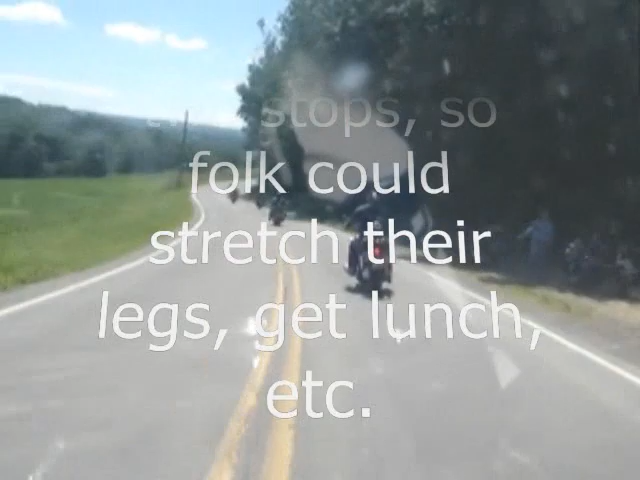 stops, so
folk could
stretch their
legs, get lunch,
etc.